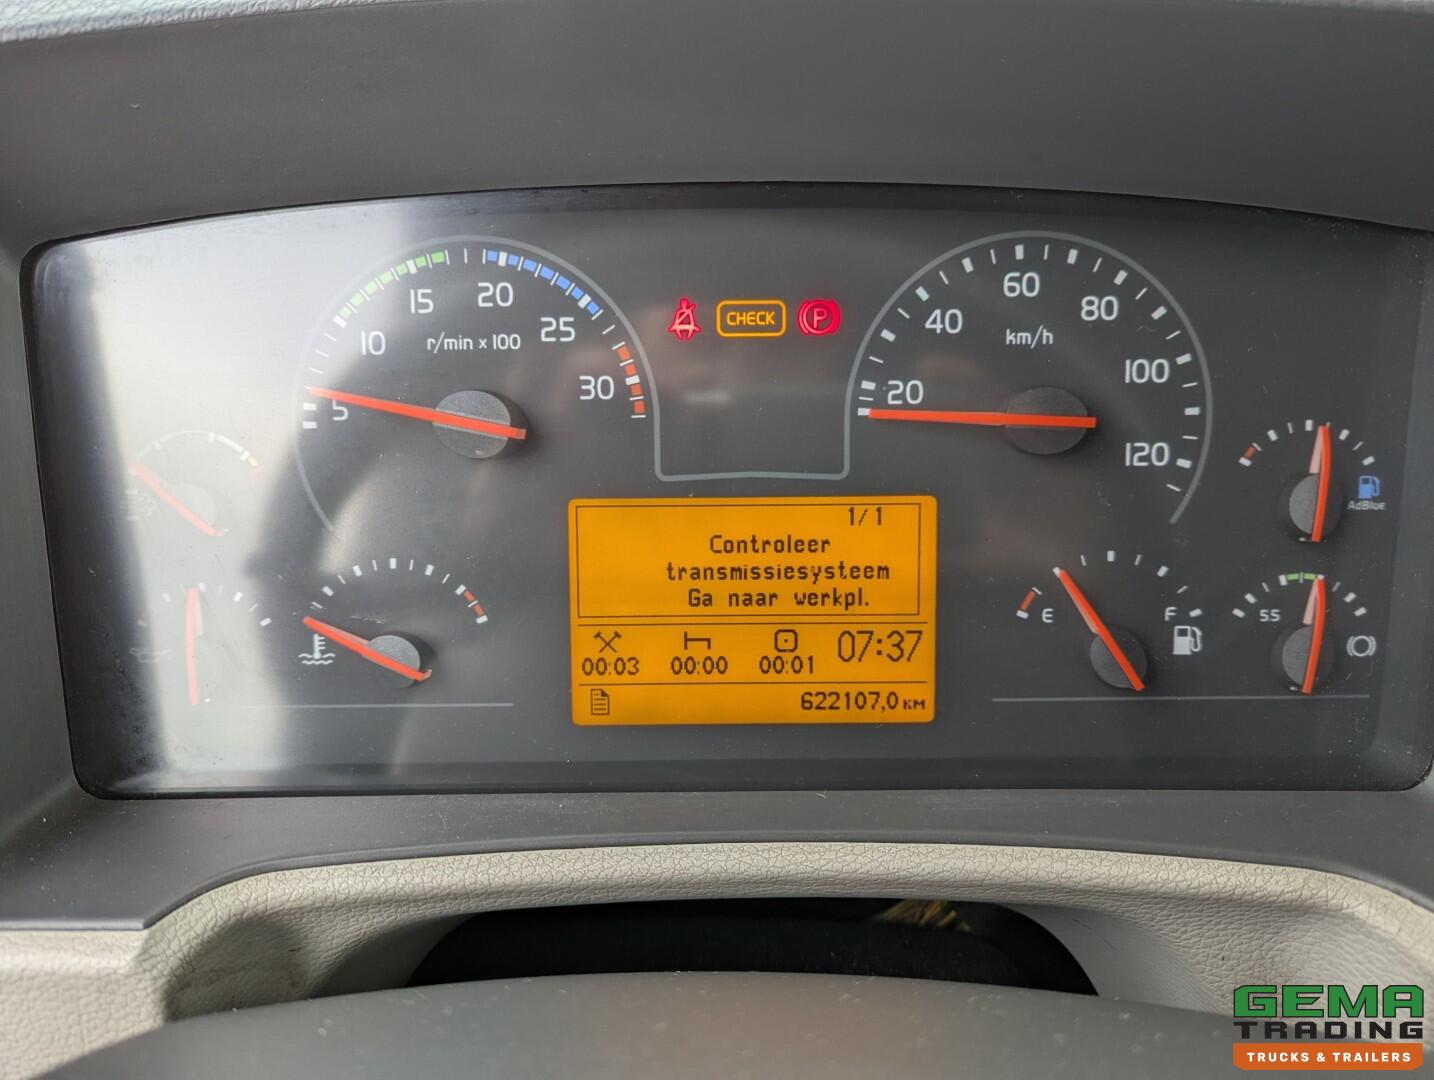 15
20
10
r/min x 100
25
30
5
CHECK
P
60
40
80
km/h
20
100
120
AdBlue
E
F
55
1/1
Controleer
transmissiesysteem
Ga naar werkpl.
00:03
00:00
00:01
07:37
622107,0 KM
GEMA
TRADING
TRUCKS & TRAILERS